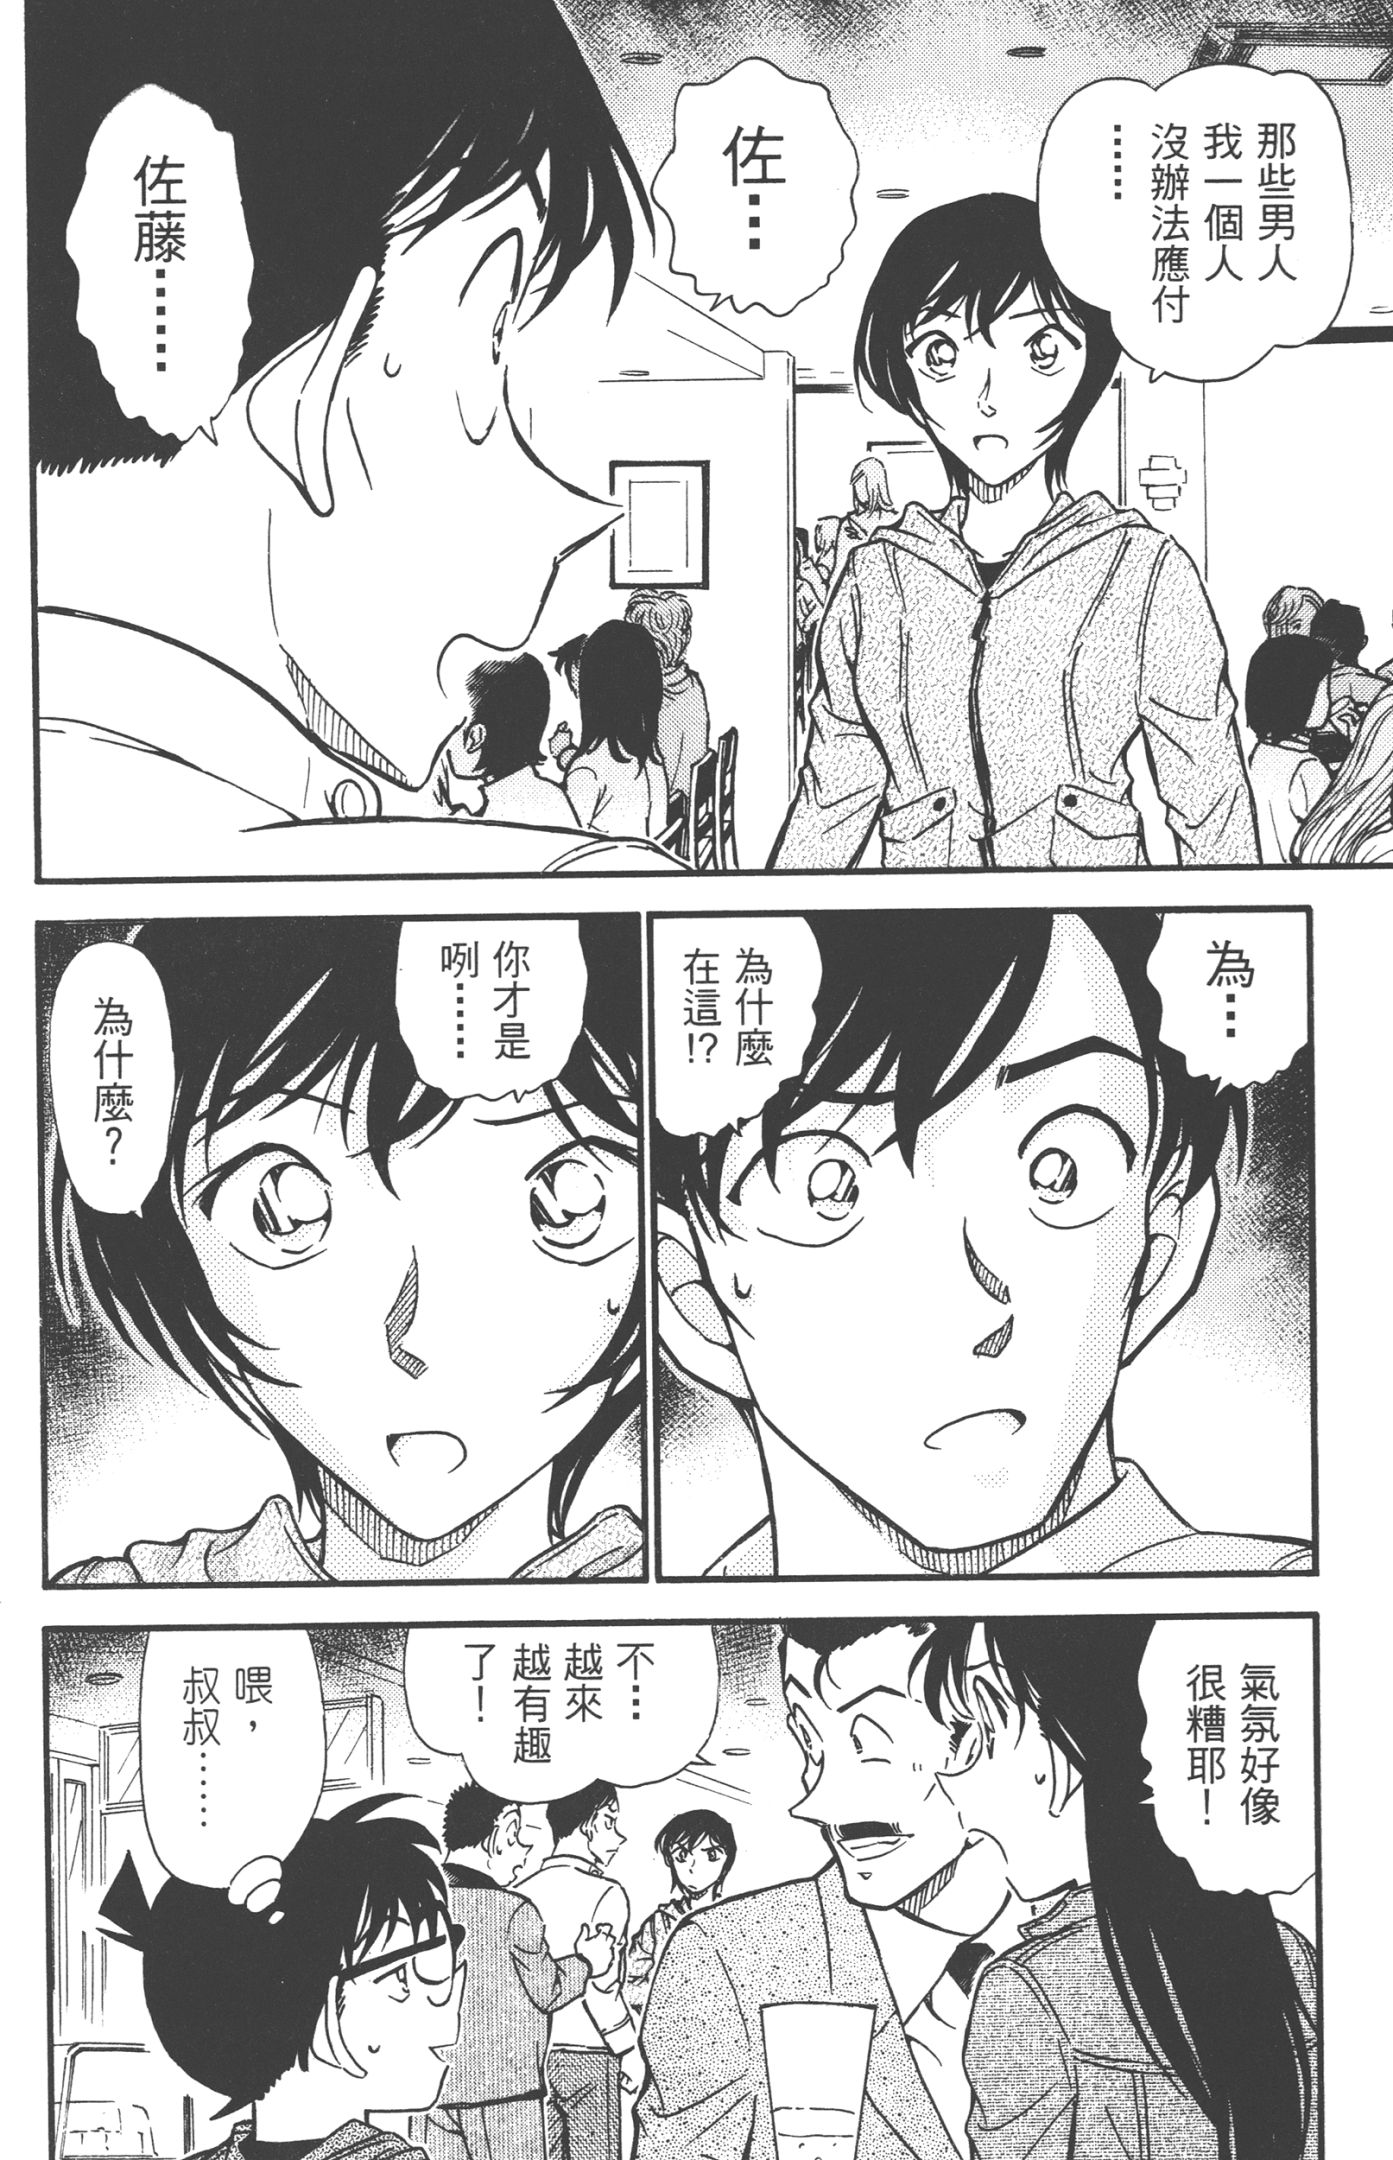 那些男人
我一個人
沒辦法應付
⋯⋯
佐⋯
佐藤⋯⋯
為⋯
為什麼
在這!?
你才是
咧⋯⋯
為什麼?
氣氛好像
很糟耶!
不⋯
越來
越有趣
了!
喂,
叔叔⋯⋯